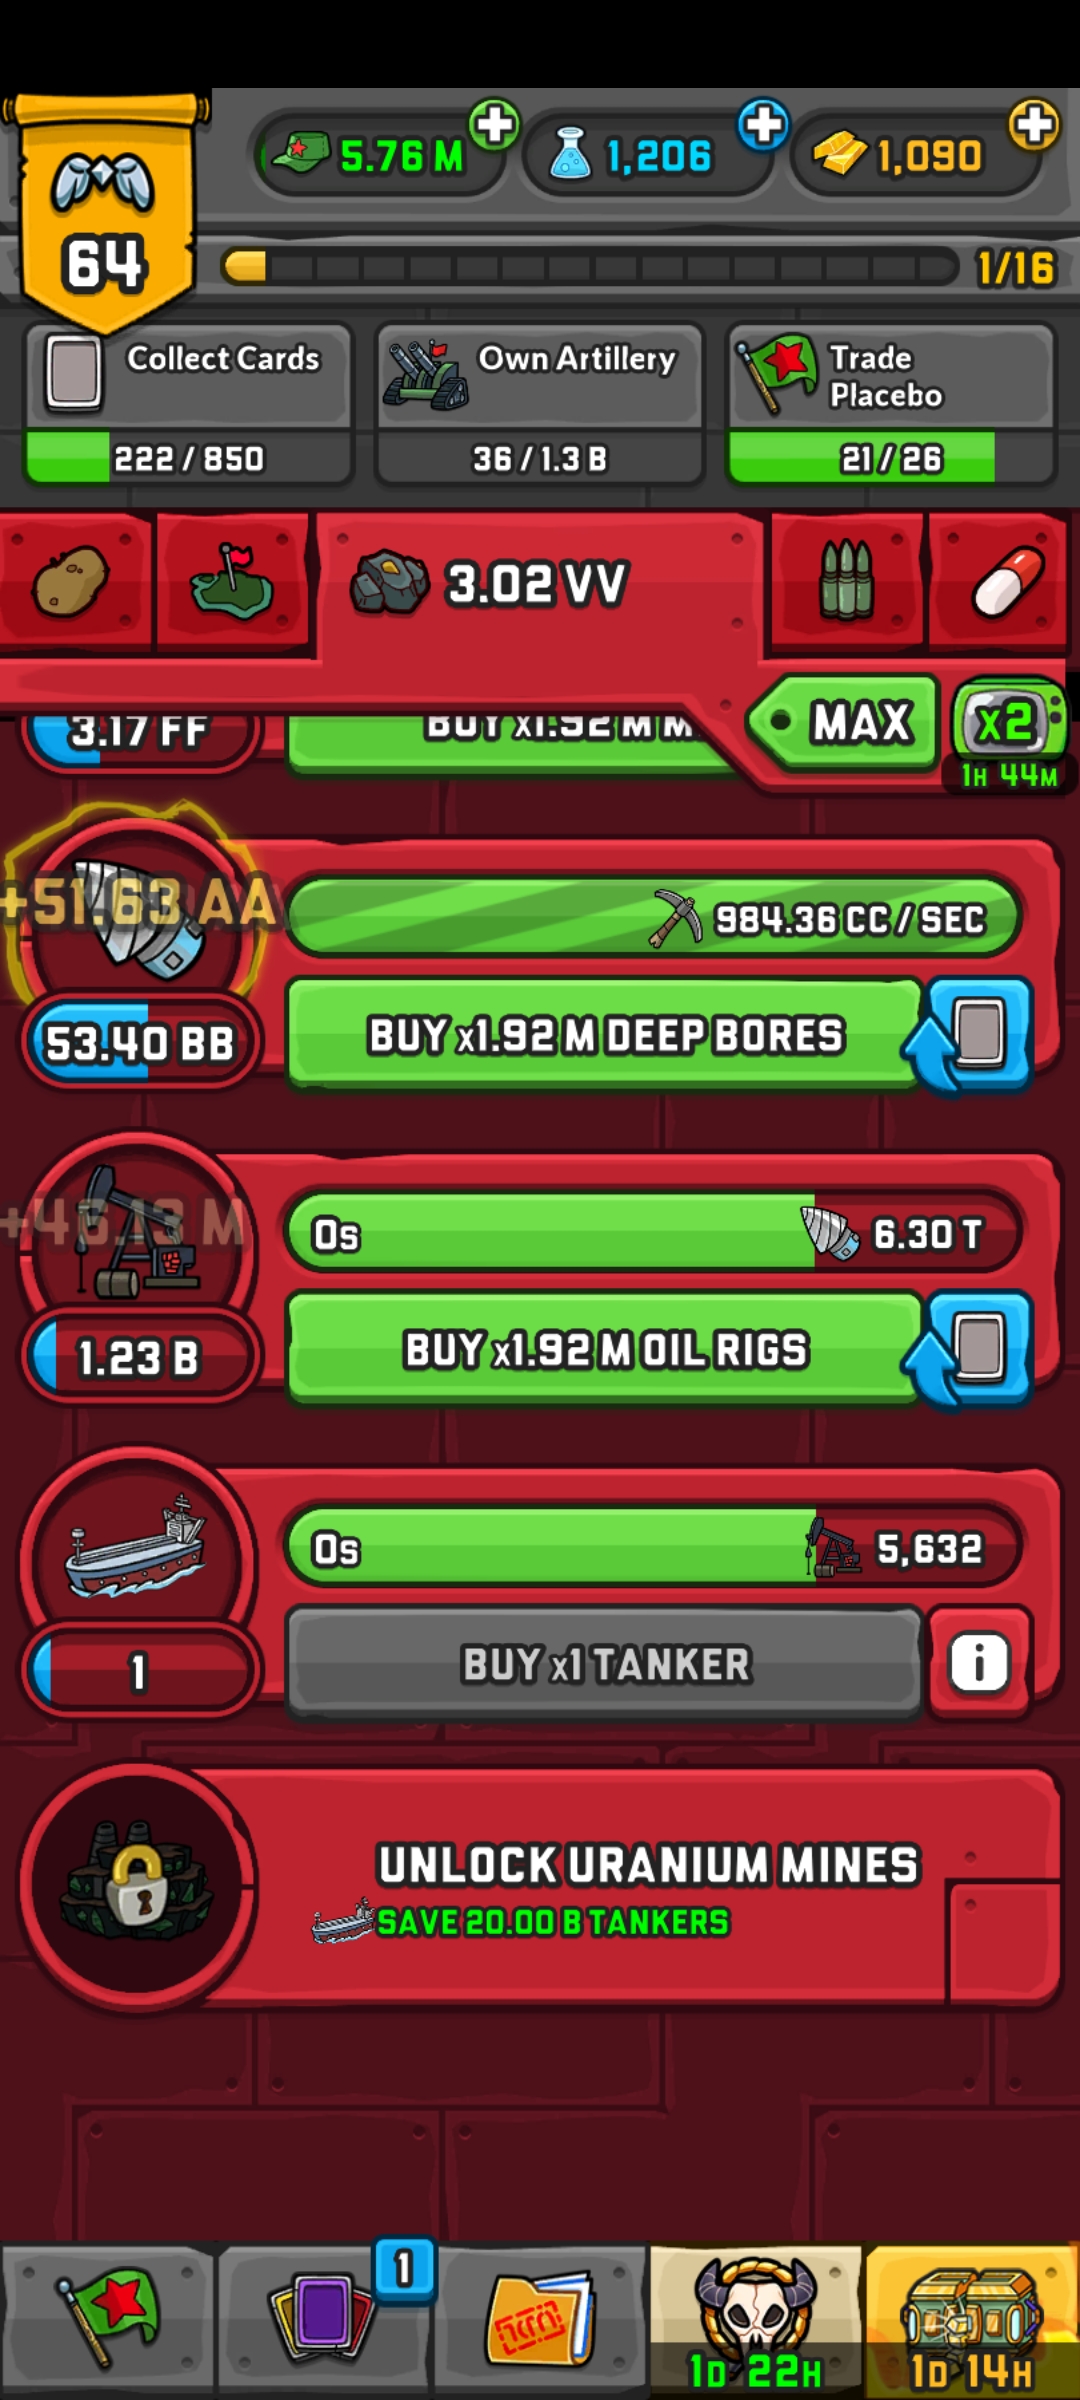 5.76 M
1,206
1,090
64
1/16
Collect Cards
222 / 850
Own Artillery
36 / 1.3 B
Trade
Placebo
21 / 26
3.02 VV
MAX
x2
1H 44M
3.17 FF
BUY x1.92 M M
+51.63 AA
984.36 CC / SEC
53.40 BB
BUY x1.92 M DEEP BORES
+46.13 M
0s
6.30 T
1.23 B
BUY x1.92 M OIL RIGS
0s
5,632
1
BUY x1 TANKER
i
UNLOCK URANIUM MINES
SAVE 20.00 B TANKERS
1
1D 22H
1D 14H